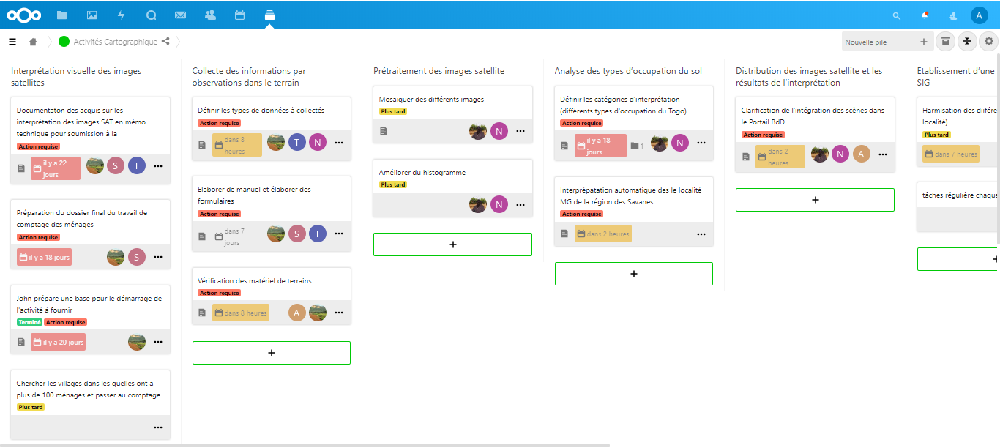 A
Activités Cartographique
Nouvelle pile
Interprétation visuelle des images
satellites
Documentaton des acquis sur les
interprétation des images SAT en mémo
technique pour soumission à la
Action requise
il y a 22
jours
S
T
Préparation du dossier final du travail de
comptage des ménages
Action requise
il y a 18 jours
S
John prépare une base pour le démarrage de
l'activité à fournir
Terminé Action requise
il y a 20 jours
Chercher les villages dans les quelles ont a
plus de 100 ménages et passer au comptage
Plus tard
Collecte des informations par
observations dans le terrain
Définir les types de données à collectés
Action requise
dans 8
heures
T
N
Elaborer de manuel et élaborer des
formulaires
Action requise
dans 7
jours
S
T
Vérification des matériel de terrains
Action requise
dans 8 heures
A
Prétraitement des images satellite
Mosaïquer des différents images
Plus tard
N
Améliorer du histogramme
Plus tard
N
Analyse des types d'occupation du sol
Définir les catégories d'interprétation
(différents types d'occupation du Togo)
Action requise
il y a 18
jours
1
N
Interprépatation automatique des le localité
MG de la région des Savanes
Action requise
dans 2 heures
Distribution des images satellite et les
résultats de l'interprétation
Clarification de l'intégration des scènes dans
le Portail BdD
Action requise
dans 2
heures
N
A
Etablissement d'une
SIG
Harmisation des diifére
localité)
Plus tard
dans 7 heures
tâches régulière chaque